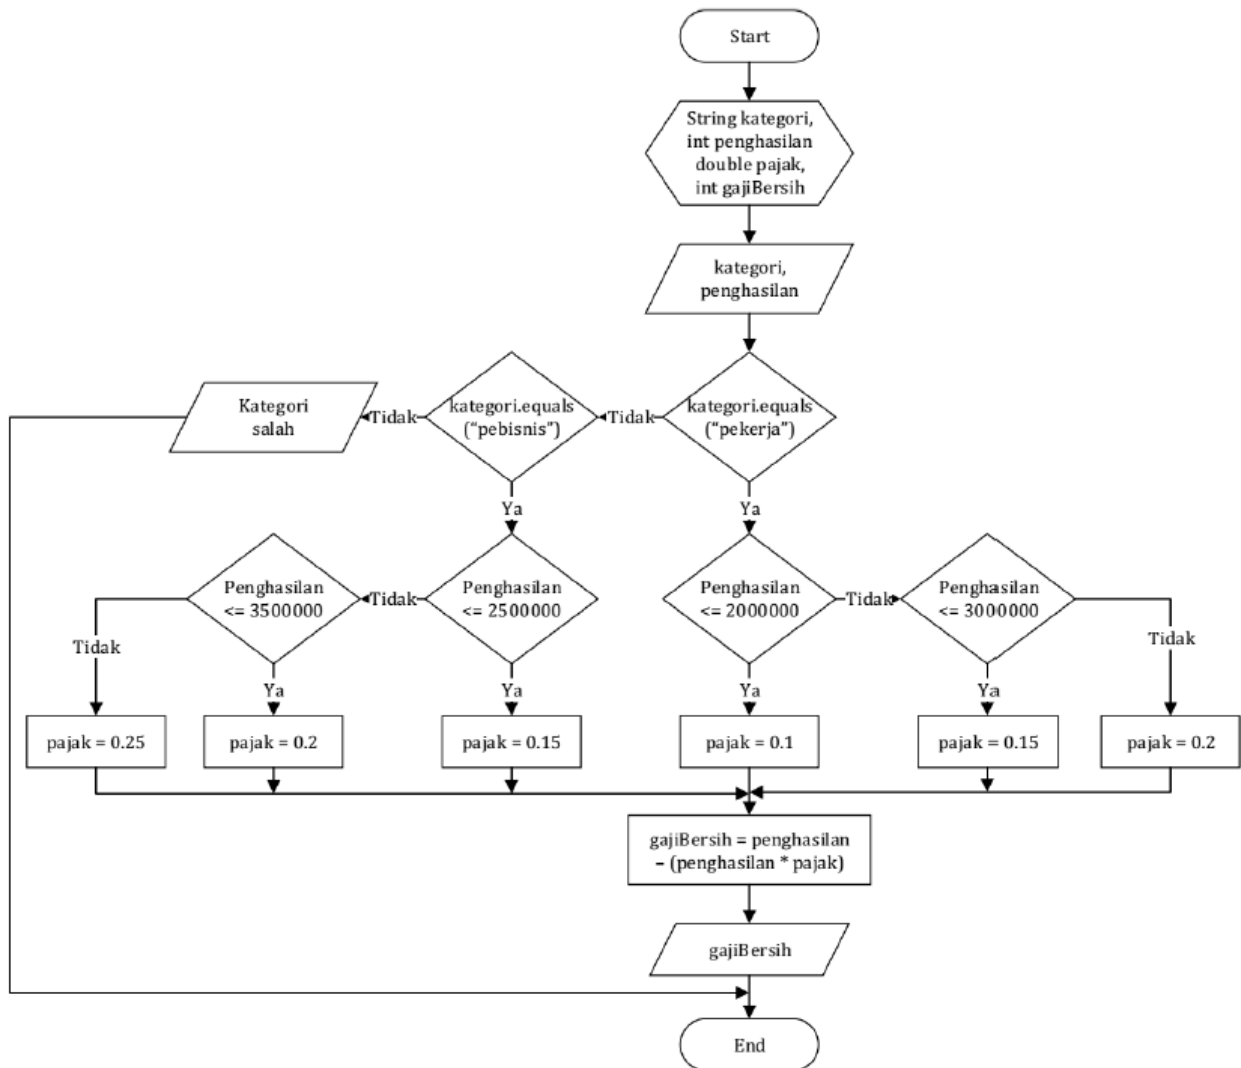 Start
String kategori,
int penghasilan
double pajak,
int gajiBersih
kategori,
penghasilan
Kategori
salah
Tidak
kategori.equals
("pebisnis")
Tidak
kategori.equals
("pekerja")
Ya
Ya
Penghasilan
<= 3500000
Tidak
Penghasilan
<= 2500000
Penghasilan
<= 2000000
Tidak
Penghasilan
<= 3000000
Tidak
Tidak
Ya
Ya
Ya
Ya
pajak = 0.25
pajak = 0.2
pajak = 0.15
pajak = 0.1
pajak = 0.15
pajak = 0.2
gajiBersih = penghasilan
– (penghasilan * pajak)
gajiBersih
End